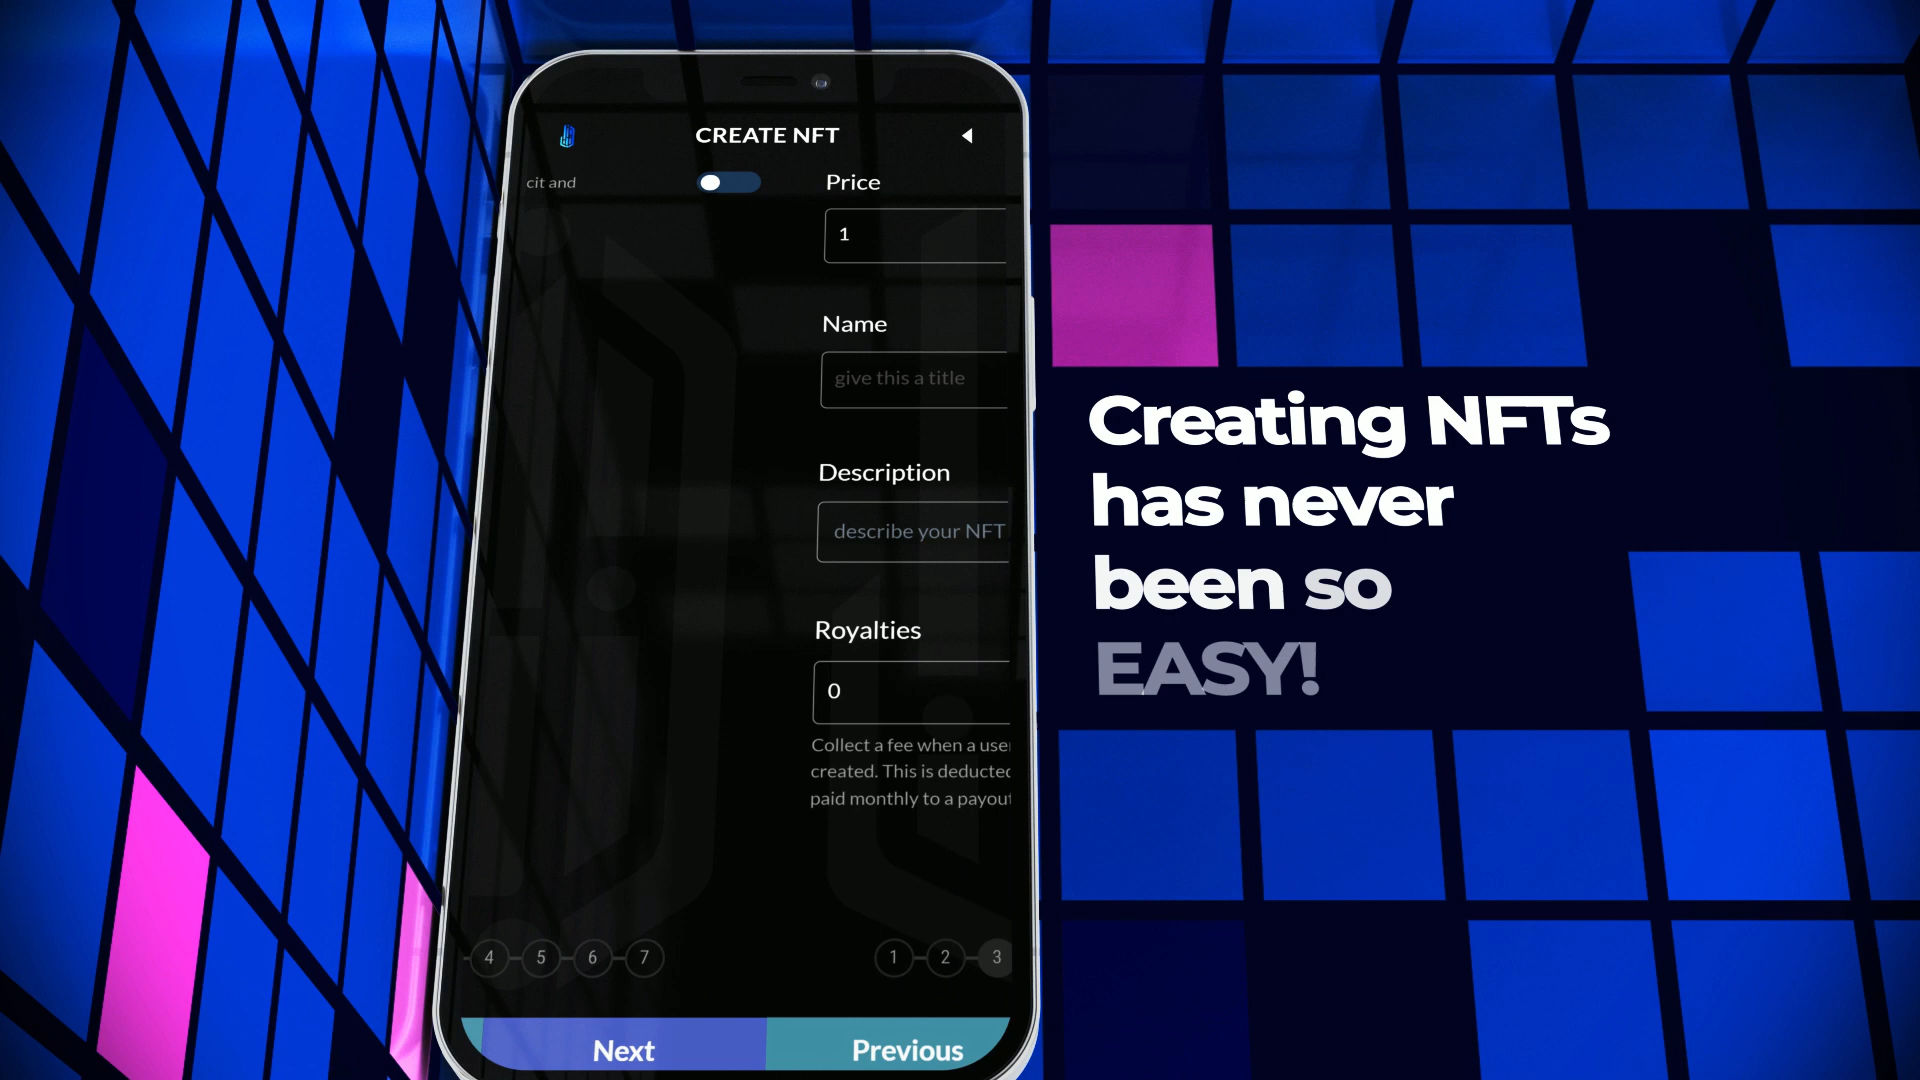 CREATE NFT
cit and
Price
1
Name
give this a title
Description
describe your NFT
Royalties
0
Collect a fee when a use
created. This is deducted
paid monthly to a payout
4 5 6 7
1 2 3
Next
Previous
Creating NFTs
has never
been so
EASY!